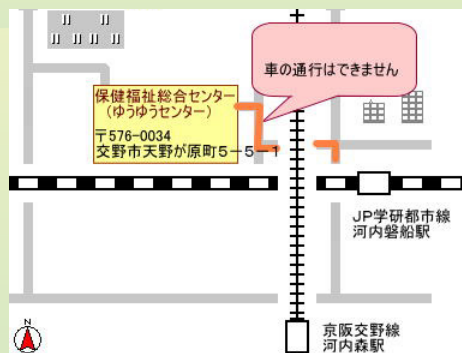 車の通行はできません
保健福祉総合センター
(ゆうゆうセンター)
〒576-0034
交野市天野が原町5-5-1
JP学研都市線
河内磐船駅
京阪交野線
河内森駅
N